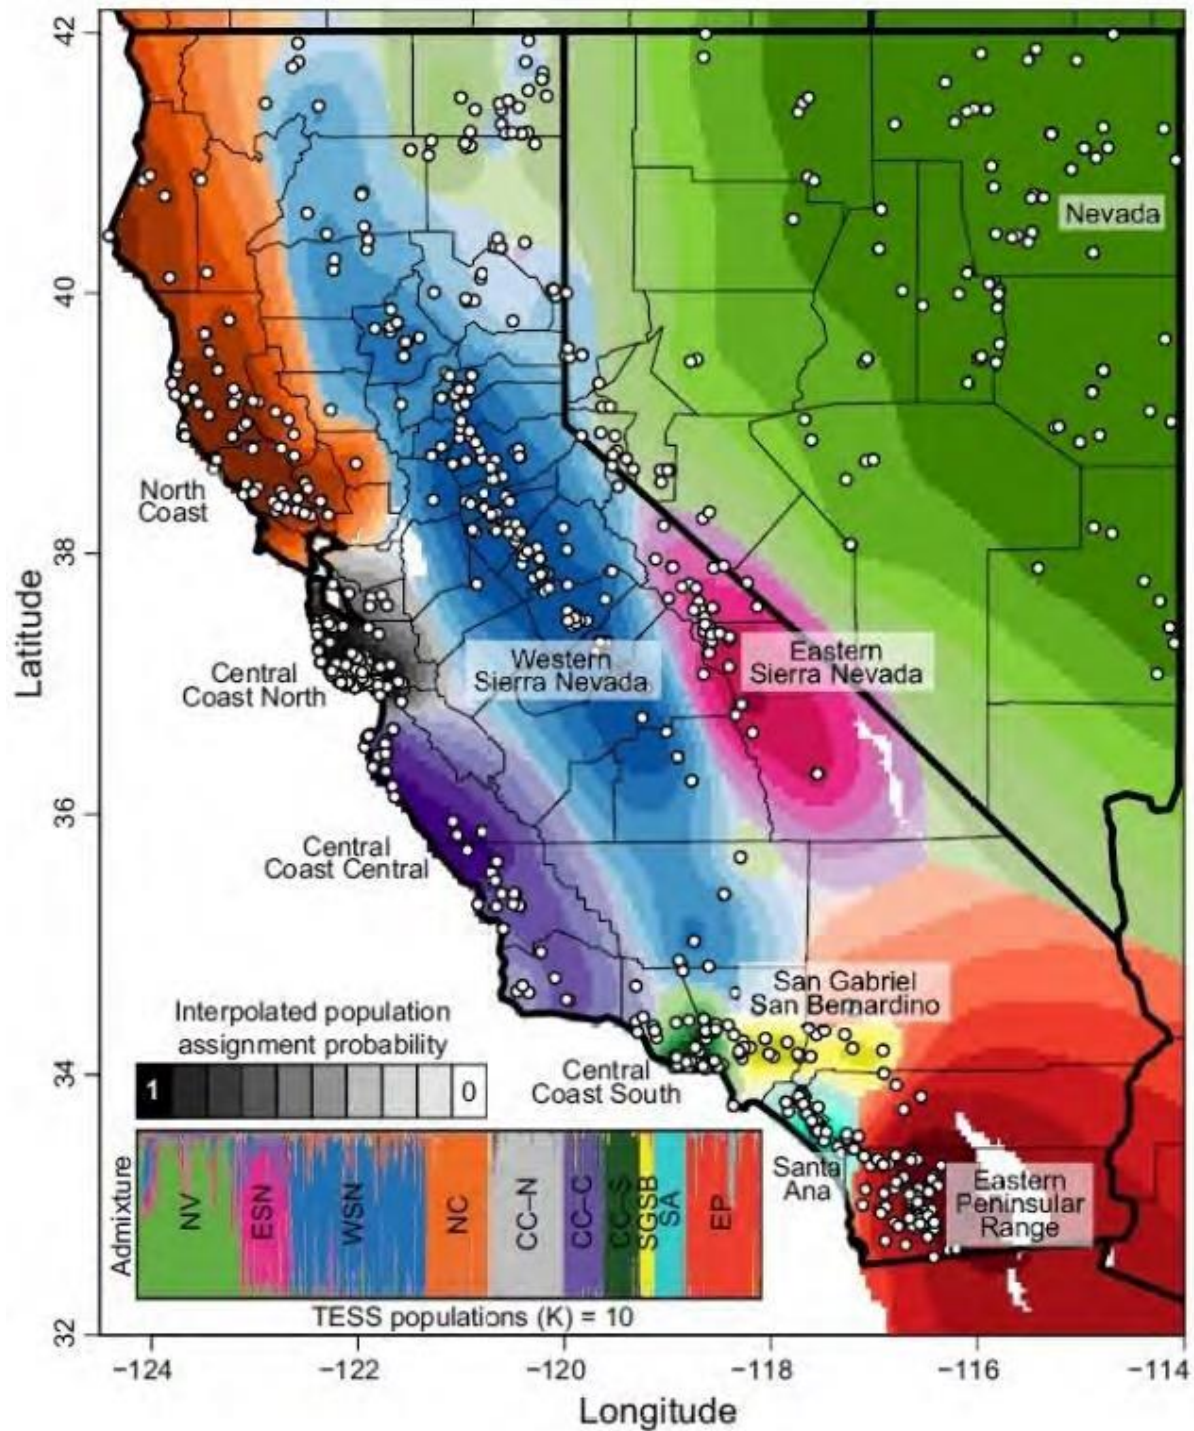 42
40
38
36
34
32
Latitude
Nevada
North
Coast
Central
Coast North
Western
Sierra Nevada
Eastern
Sierra Nevada
Central
Coast Central
San Gabriel
San Bernardino
Central
Coast South
Santa
Ana
Eastern
Peninsular
Range
Interpolated population
assignment probability
1 0
Admixture
NV ESN WSN NC CC–N CC–C CC–S SGSB SA EP
TESS populations (K) = 10
−124 −122 −120 −118 −116 −114
Longitude